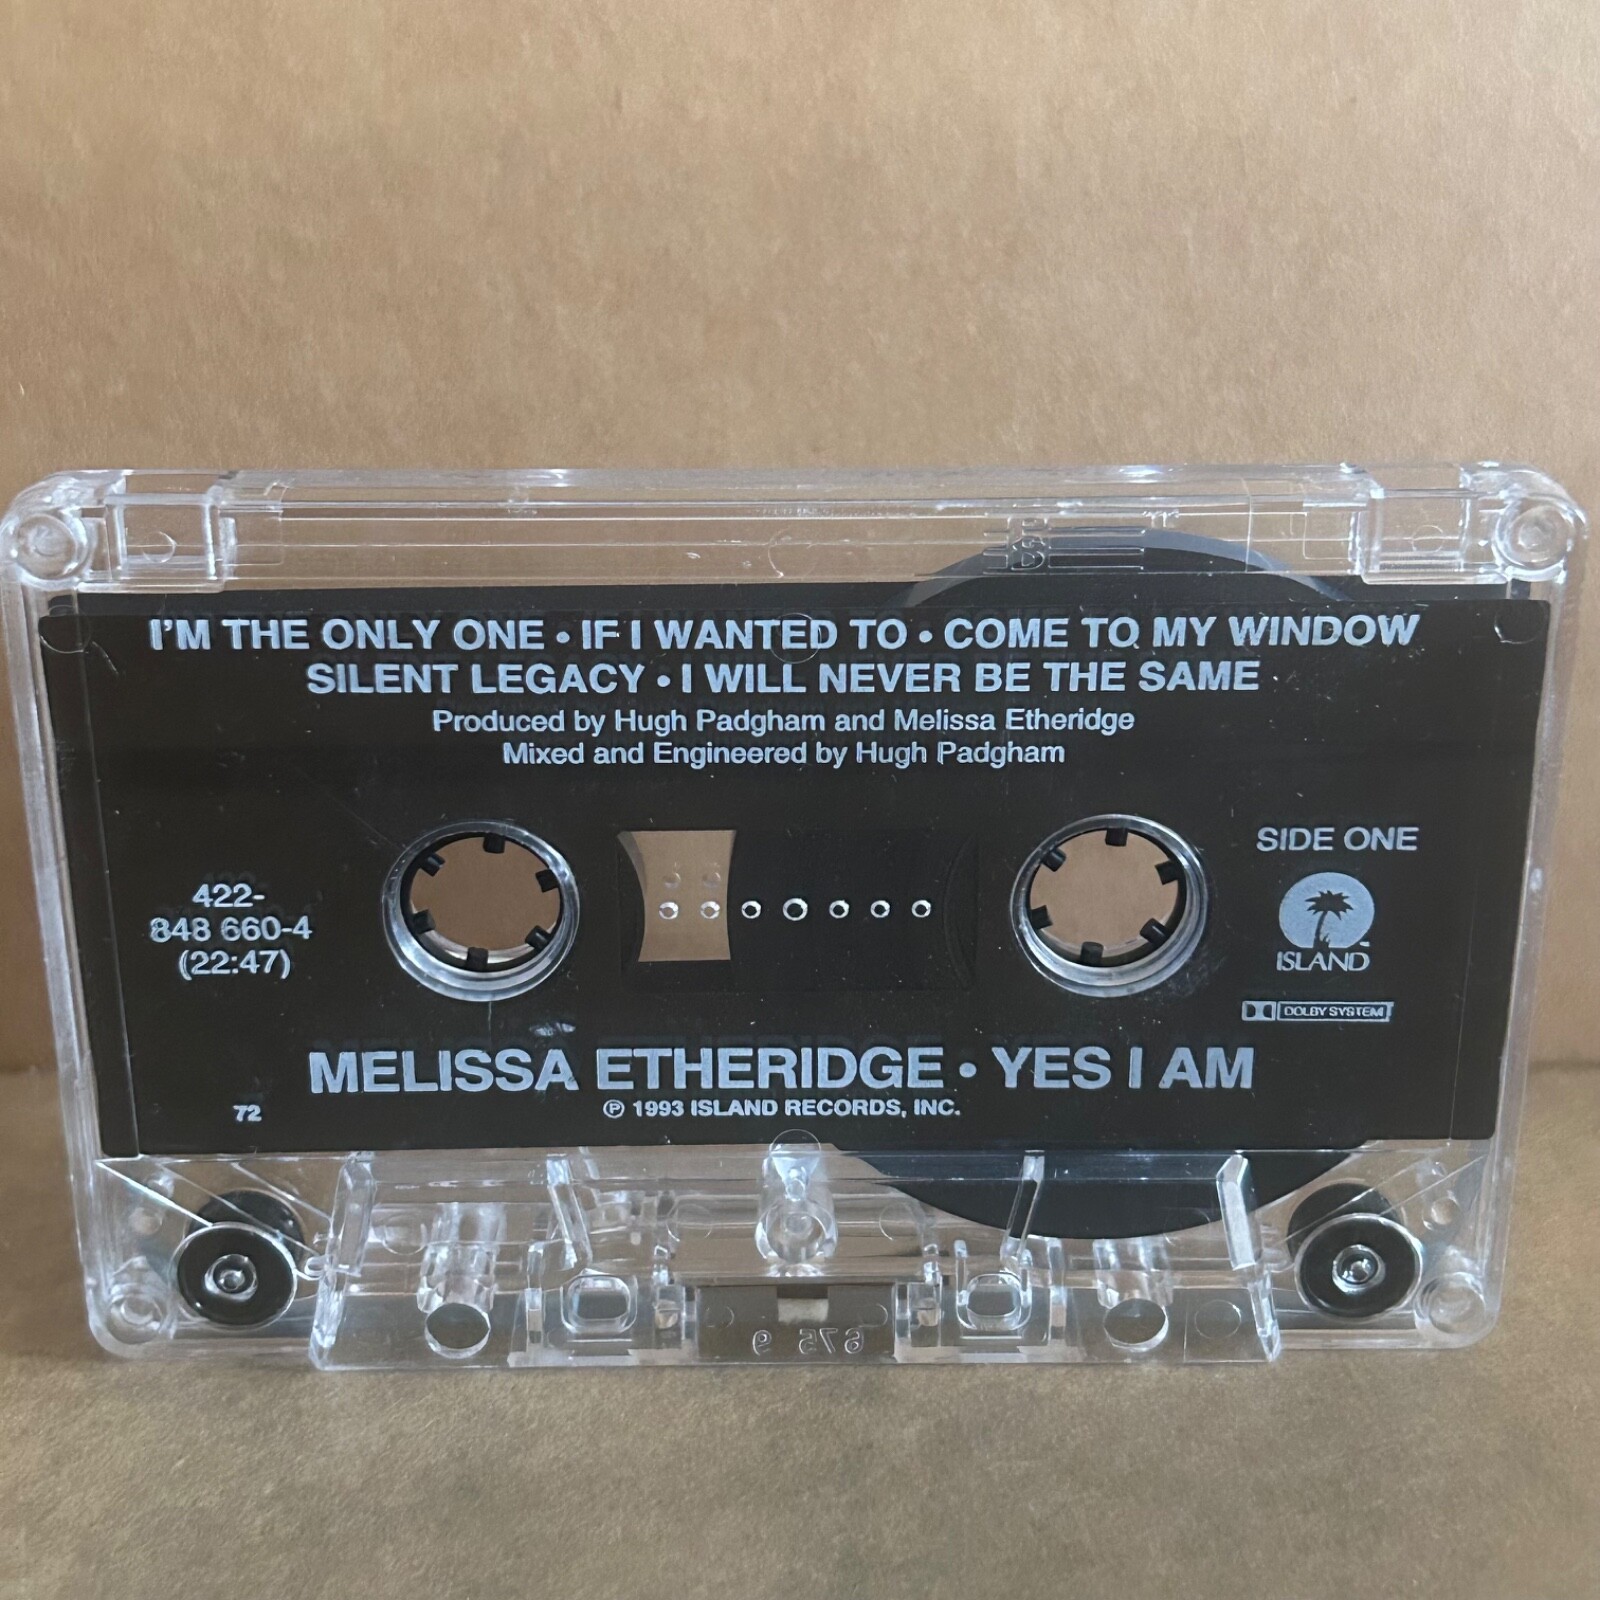 I'M THE ONLY ONE • IF I WANTED TO • COME TO MY WINDOW
SILENT LEGACY • I WILL NEVER BE THE SAME
Produced by Hugh Padgham and Melissa Etheridge
Mixed and Engineered by Hugh Padgham
422-
848 660-4
(22:47)
SIDE ONE
ISLAND
DOLBY SYSTEM
MELISSA ETHERIDGE • YES I AM
℗ 1993 ISLAND RECORDS, INC.
72